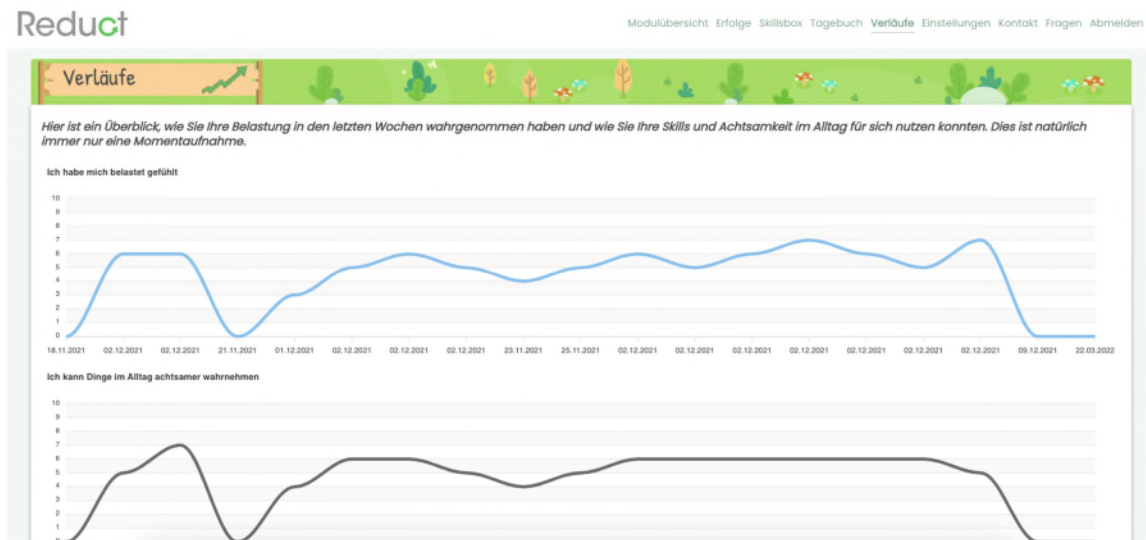 Reduct
Modulübersicht Erfolge Skillsbox Tagebuch Verläufe Einstellungen Kontakt Fragen Abmelden
Verläufe
Hier ist ein Überblick, wie Sie Ihre Belastung in den letzten Wochen wahrgenommen haben und wie Sie Ihre Skills und Achtsamkeit im Alltag für sich nutzen konnten. Dies ist natürlich
immer nur eine Momentaufnahme.
Ich habe mich belastet gefühlt
10
9
8
7
6
5
4
3
2
1
0
18.11.2021 02.12.2021 02.12.2021 21.11.2021 01.12.2021 02.12.2021 02.12.2021 02.12.2021 23.11.2021 25.11.2021 02.12.2021 02.12.2021 02.12.2021 02.12.2021 02.12.2021 02.12.2021 02.12.2021 09.12.2021 22.03.2022
Ich kann Dinge im Alltag achtsamer wahrnehmen
10
9
8
7
6
5
4
3
2
1